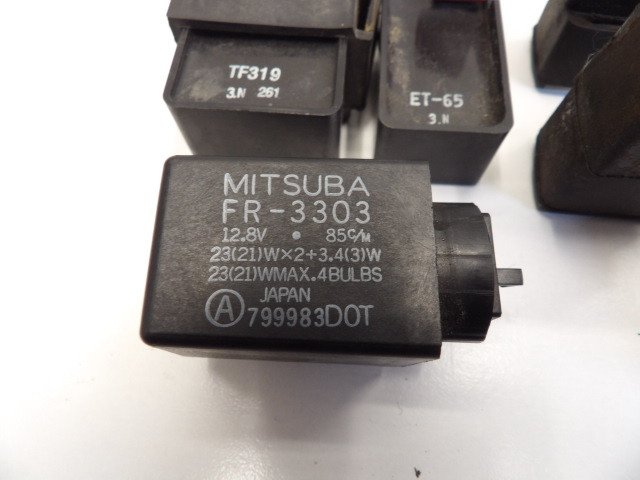 TF319
3.N 261
ET-65
3.N
MITSUBA
FR-3303
12.8V • 85c/m
23(21)W×2+3.4(3)W
23(21)WMAX.4BULBS
JAPAN
Ⓐ 799983DOT